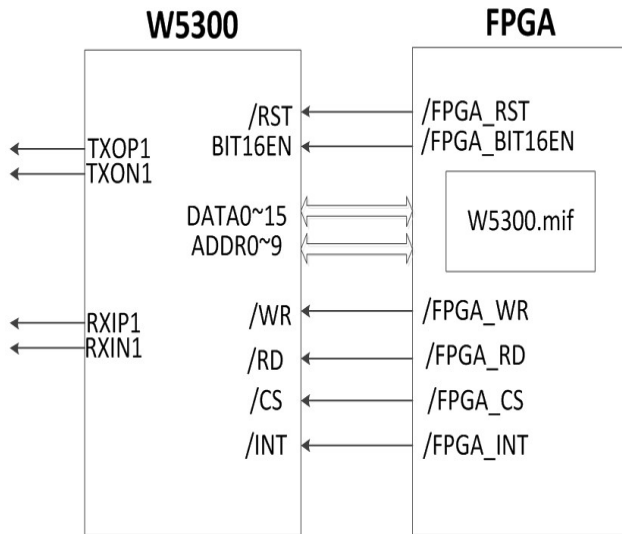 W5300
FPGA
/RST
/FPGA_RST
BIT16EN
/FPGA_BIT16EN
TXOP1
TXON1
DATA0~15
ADDR0~9
W5300.mif
RXIP1
RXIN1
/WR
/FPGA_WR
/RD
/FPGA_RD
/CS
/FPGA_CS
/INT
/FPGA_INT